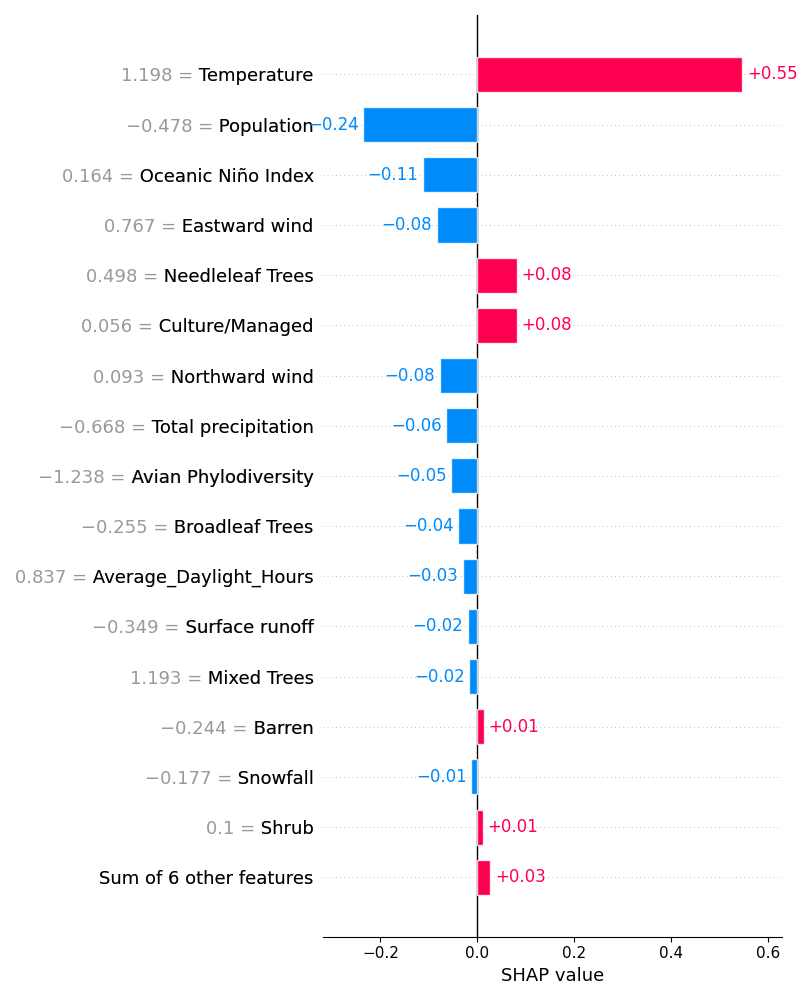 1.198 = Temperature +0.55
−0.478 = Population −0.24
0.164 = Oceanic Niño Index −0.11
0.767 = Eastward wind −0.08
0.498 = Needleleaf Trees +0.08
0.056 = Culture/Managed +0.08
0.093 = Northward wind −0.08
−0.668 = Total precipitation −0.06
−1.238 = Avian Phylodiversity −0.05
−0.255 = Broadleaf Trees −0.04
0.837 = Average_Daylight_Hours −0.03
−0.349 = Surface runoff −0.02
1.193 = Mixed Trees −0.02
−0.244 = Barren +0.01
−0.177 = Snowfall −0.01
0.1 = Shrub +0.01
Sum of 6 other features +0.03
−0.2 0.0 0.2 0.4 0.6
SHAP value